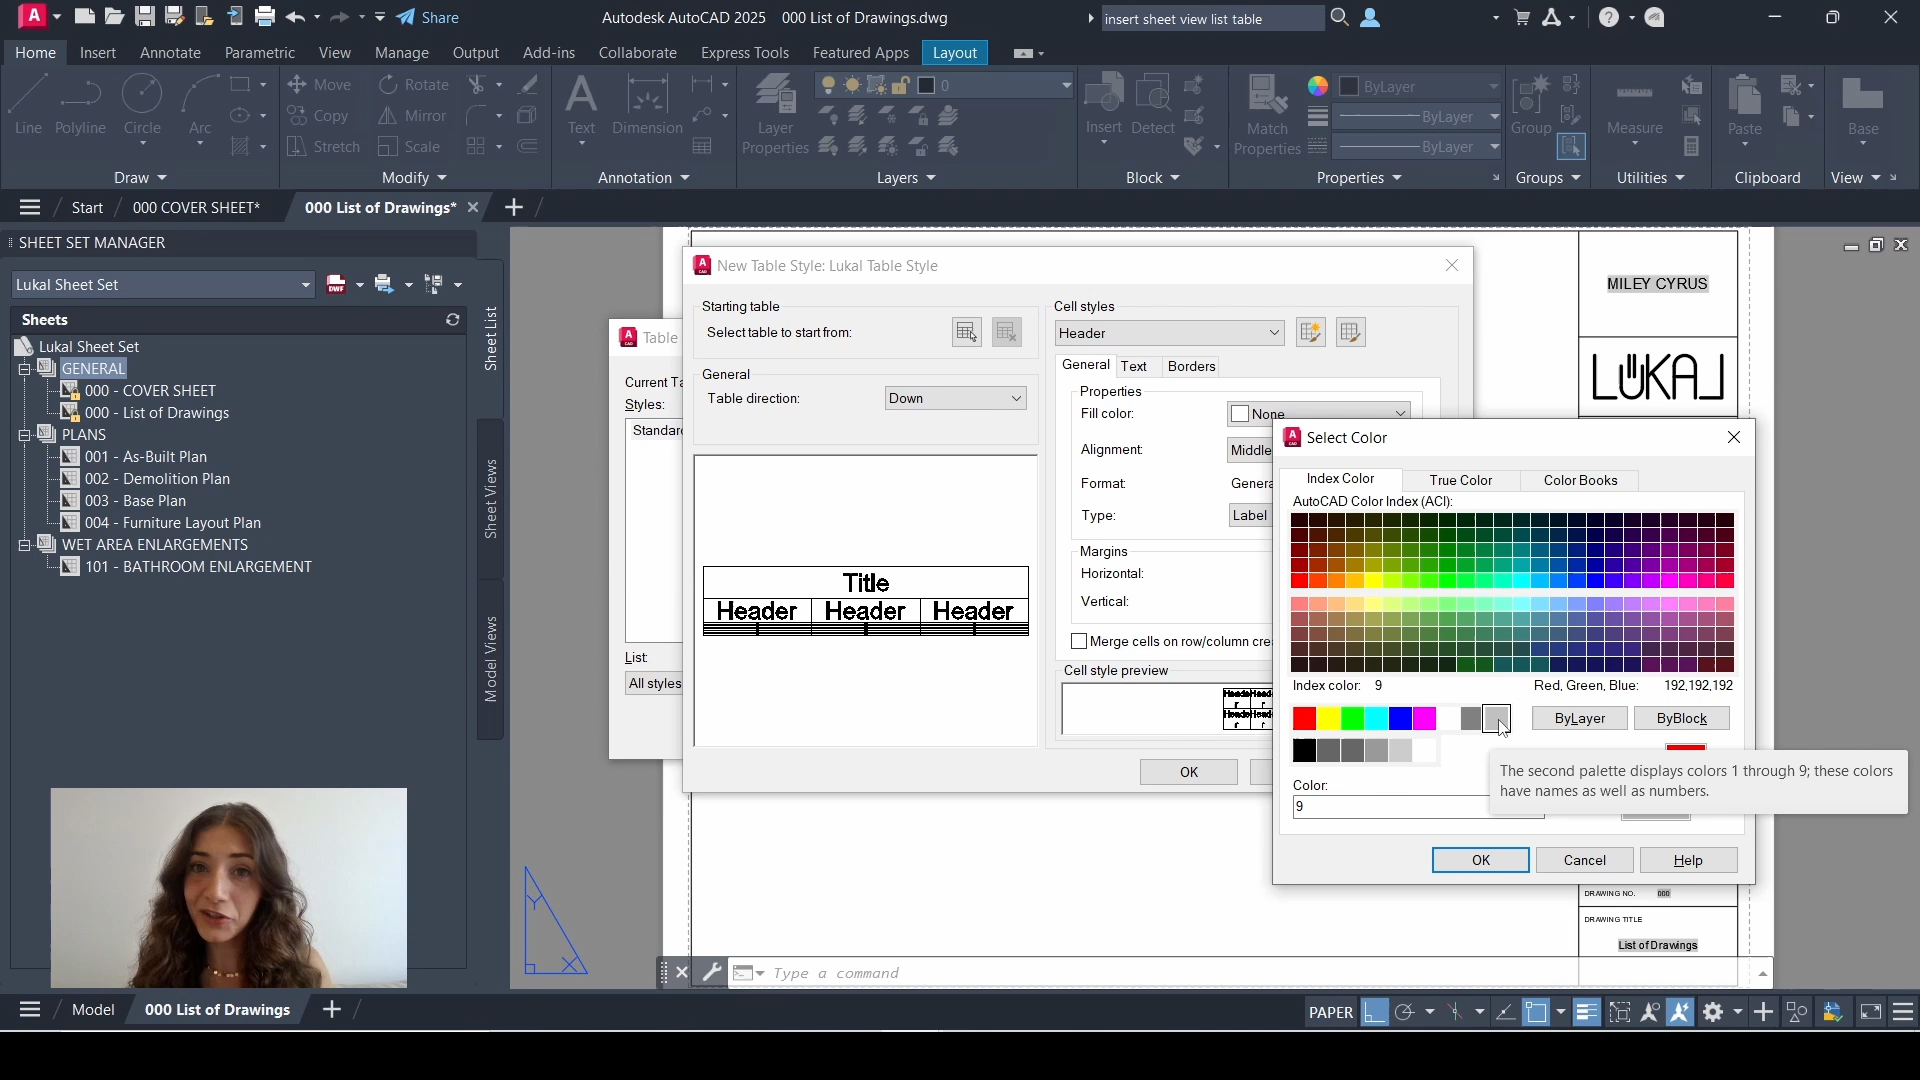 Share
Autodesk AutoCAD 2025 000 List of Drawings.dwg
insert sheet view list table
Home Insert Annotate Parametric View Manage Output Add-ins Collaborate Express Tools Featured Apps Layout
Line Polyline Circle Arc
Move Rotate
Copy Mirror
Stretch Scale
Text Dimension
Layer
Properties
0
Insert Detect
Match
Properties
ByLayer
ByLayer
ByLayer
Group
Measure
Paste
Base
Draw Modify Annotation Layers Block Properties Groups Utilities Clipboard View
Start 000 COVER SHEET* 000 List of Drawings*
SHEET SET MANAGER
Lukal Sheet Set
DWF
Sheets
Lukal Sheet Set
GENERAL
000 - COVER SHEET
000 - List of Drawings
PLANS
001 - As-Built Plan
002 - Demolition Plan
003 - Base Plan
004 - Furniture Layout Plan
WET AREA ENLARGEMENTS
101 - BATHROOM ENLARGEMENT
Sheet List
Sheet Views
Model Views
Table
Current Ta
Styles:
Standard
List:
All styles
New Table Style: Lukal Table Style
Starting table
Select table to start from:
General
Table direction:
Down
Title
Header Header Header
Cell styles
Header
General Text Borders
Properties
Fill color:
None
Alignment:
Middle
Format:
Genera
Type:
Label
Margins
Horizontal:
Vertical:
Merge cells on row/column cre
Cell style preview
OK
Select Color
Index Color True Color Color Books
AutoCAD Color Index (ACI):
Index color: 9
Red, Green, Blue: 192,192,192
ByLayer ByBlock
The second palette displays colors 1 through 9; these colors
have names as well as numbers.
Color:
9
OK Cancel Help
MILEY CYRUS
LÜKAL
DRAWING NO. 000
DRAWING TITLE
List of Drawings
Y
X
Type a command
Model 000 List of Drawings
PAPER